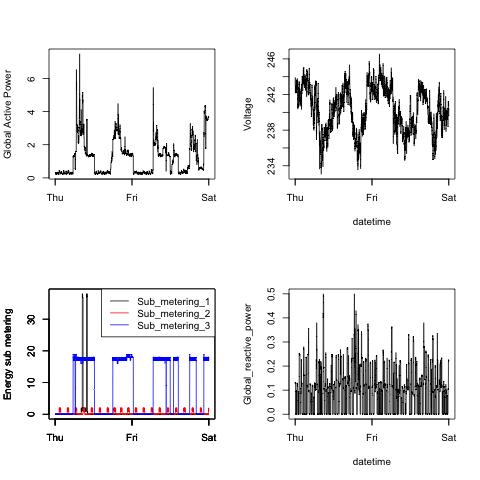 Global Active Power
6
4
2
0
Thu Fri Sat
Voltage
246
242
238
234
Thu Fri Sat
datetime
Energy sub metering
30
20
10
0
Sub_metering_1
Sub_metering_2
Sub_metering_3
Thu Fri Sat
Global_reactive_power
0.5
0.4
0.3
0.2
0.1
0.0
Thu Fri Sat
datetime